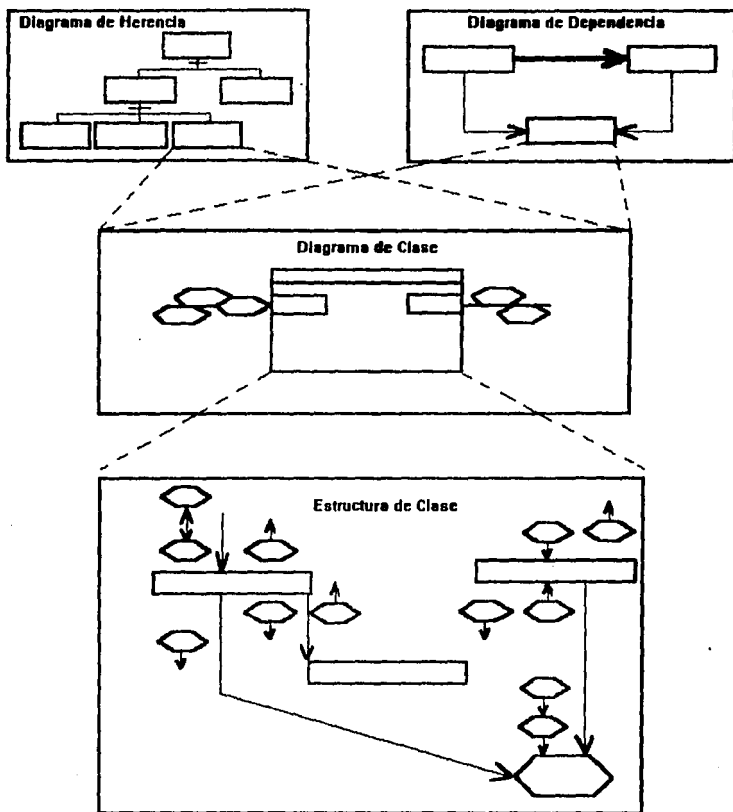 Diagrama de Herencia
Diagrama de Dependencia
Diagrama de Clase
Estructura de Clase